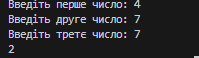 Введіть перше число: 4
Введіть друге число: 7
Введіть третє число: 7
2